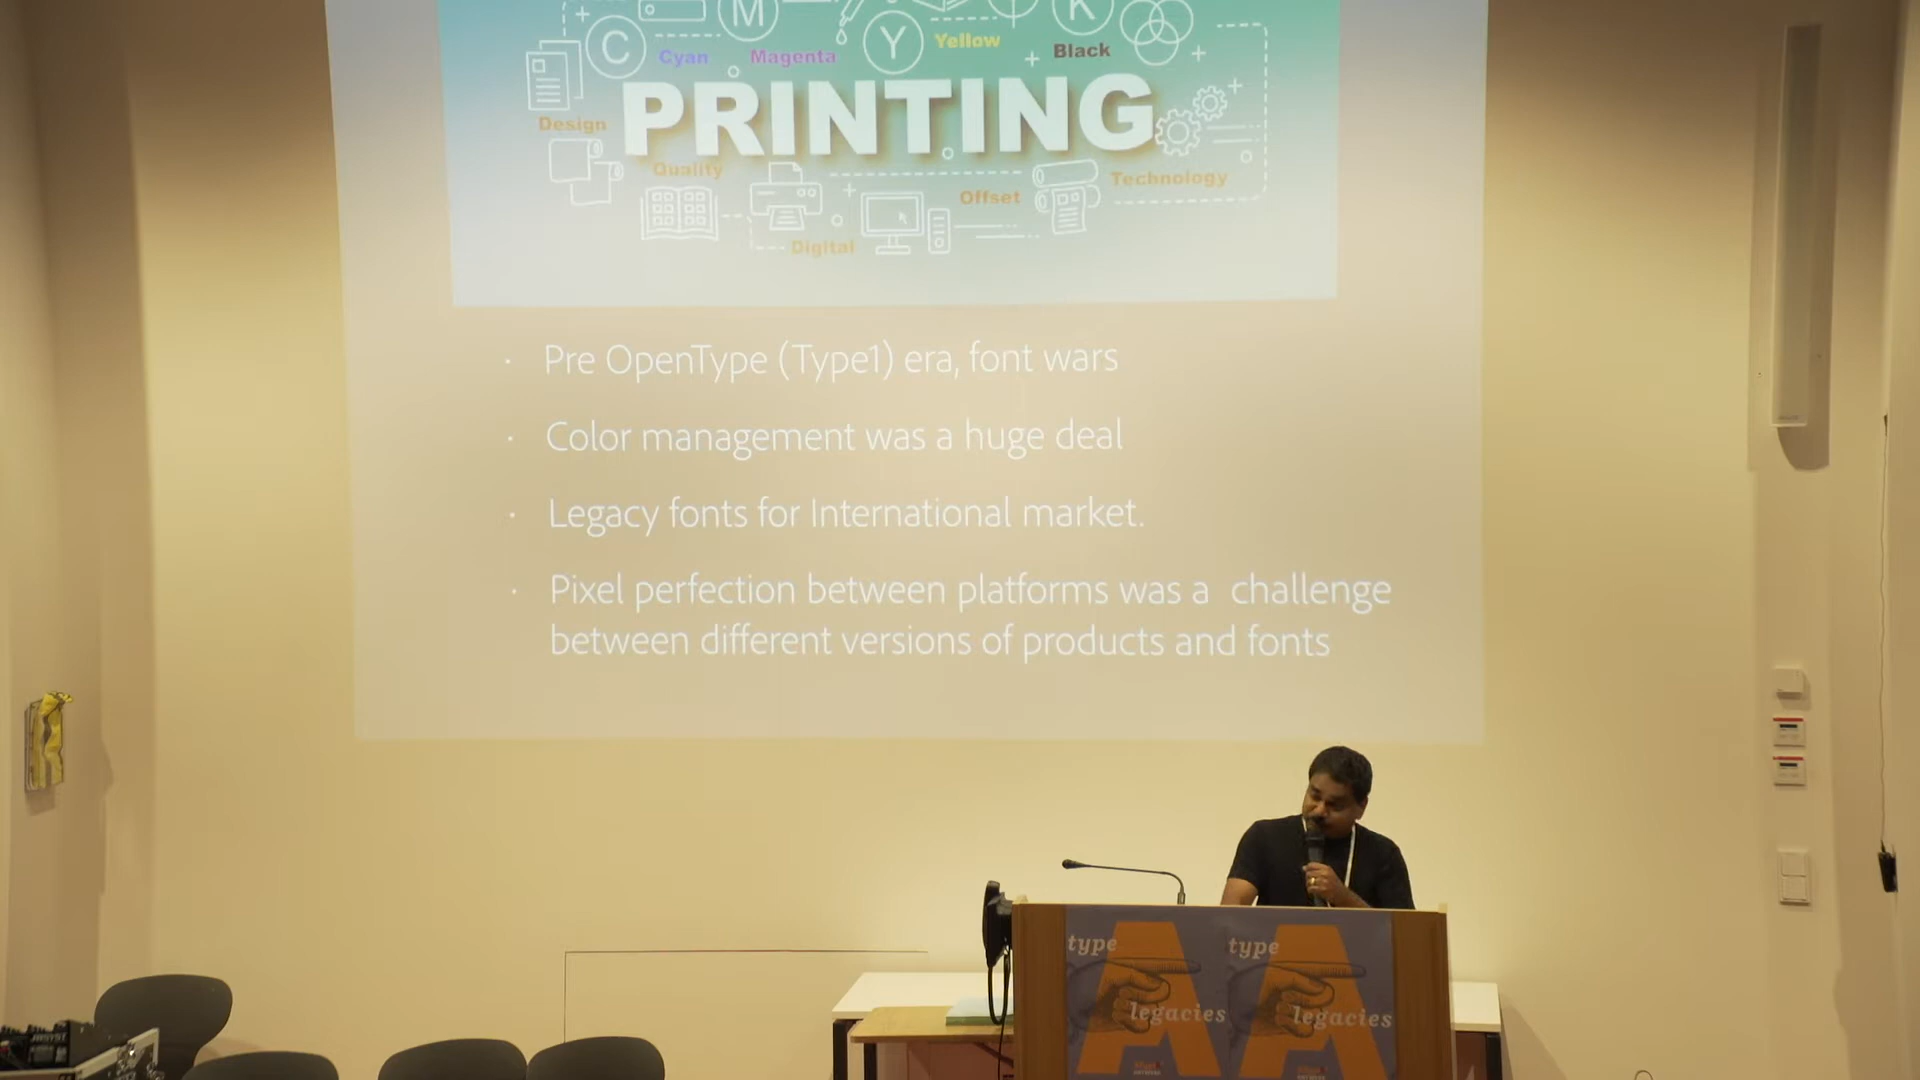 C
M
Y
K
Cyan
Magenta
Yellow
Black
PRINTING
Design
Quality
Offset
Technology
Digital
· Pre OpenType (Type1) era, font wars
· Color management was a huge deal
· Legacy fonts for International market.
· Pixel perfection between platforms was a challenge
between different versions of products and fonts
type
legacies
type
legacies